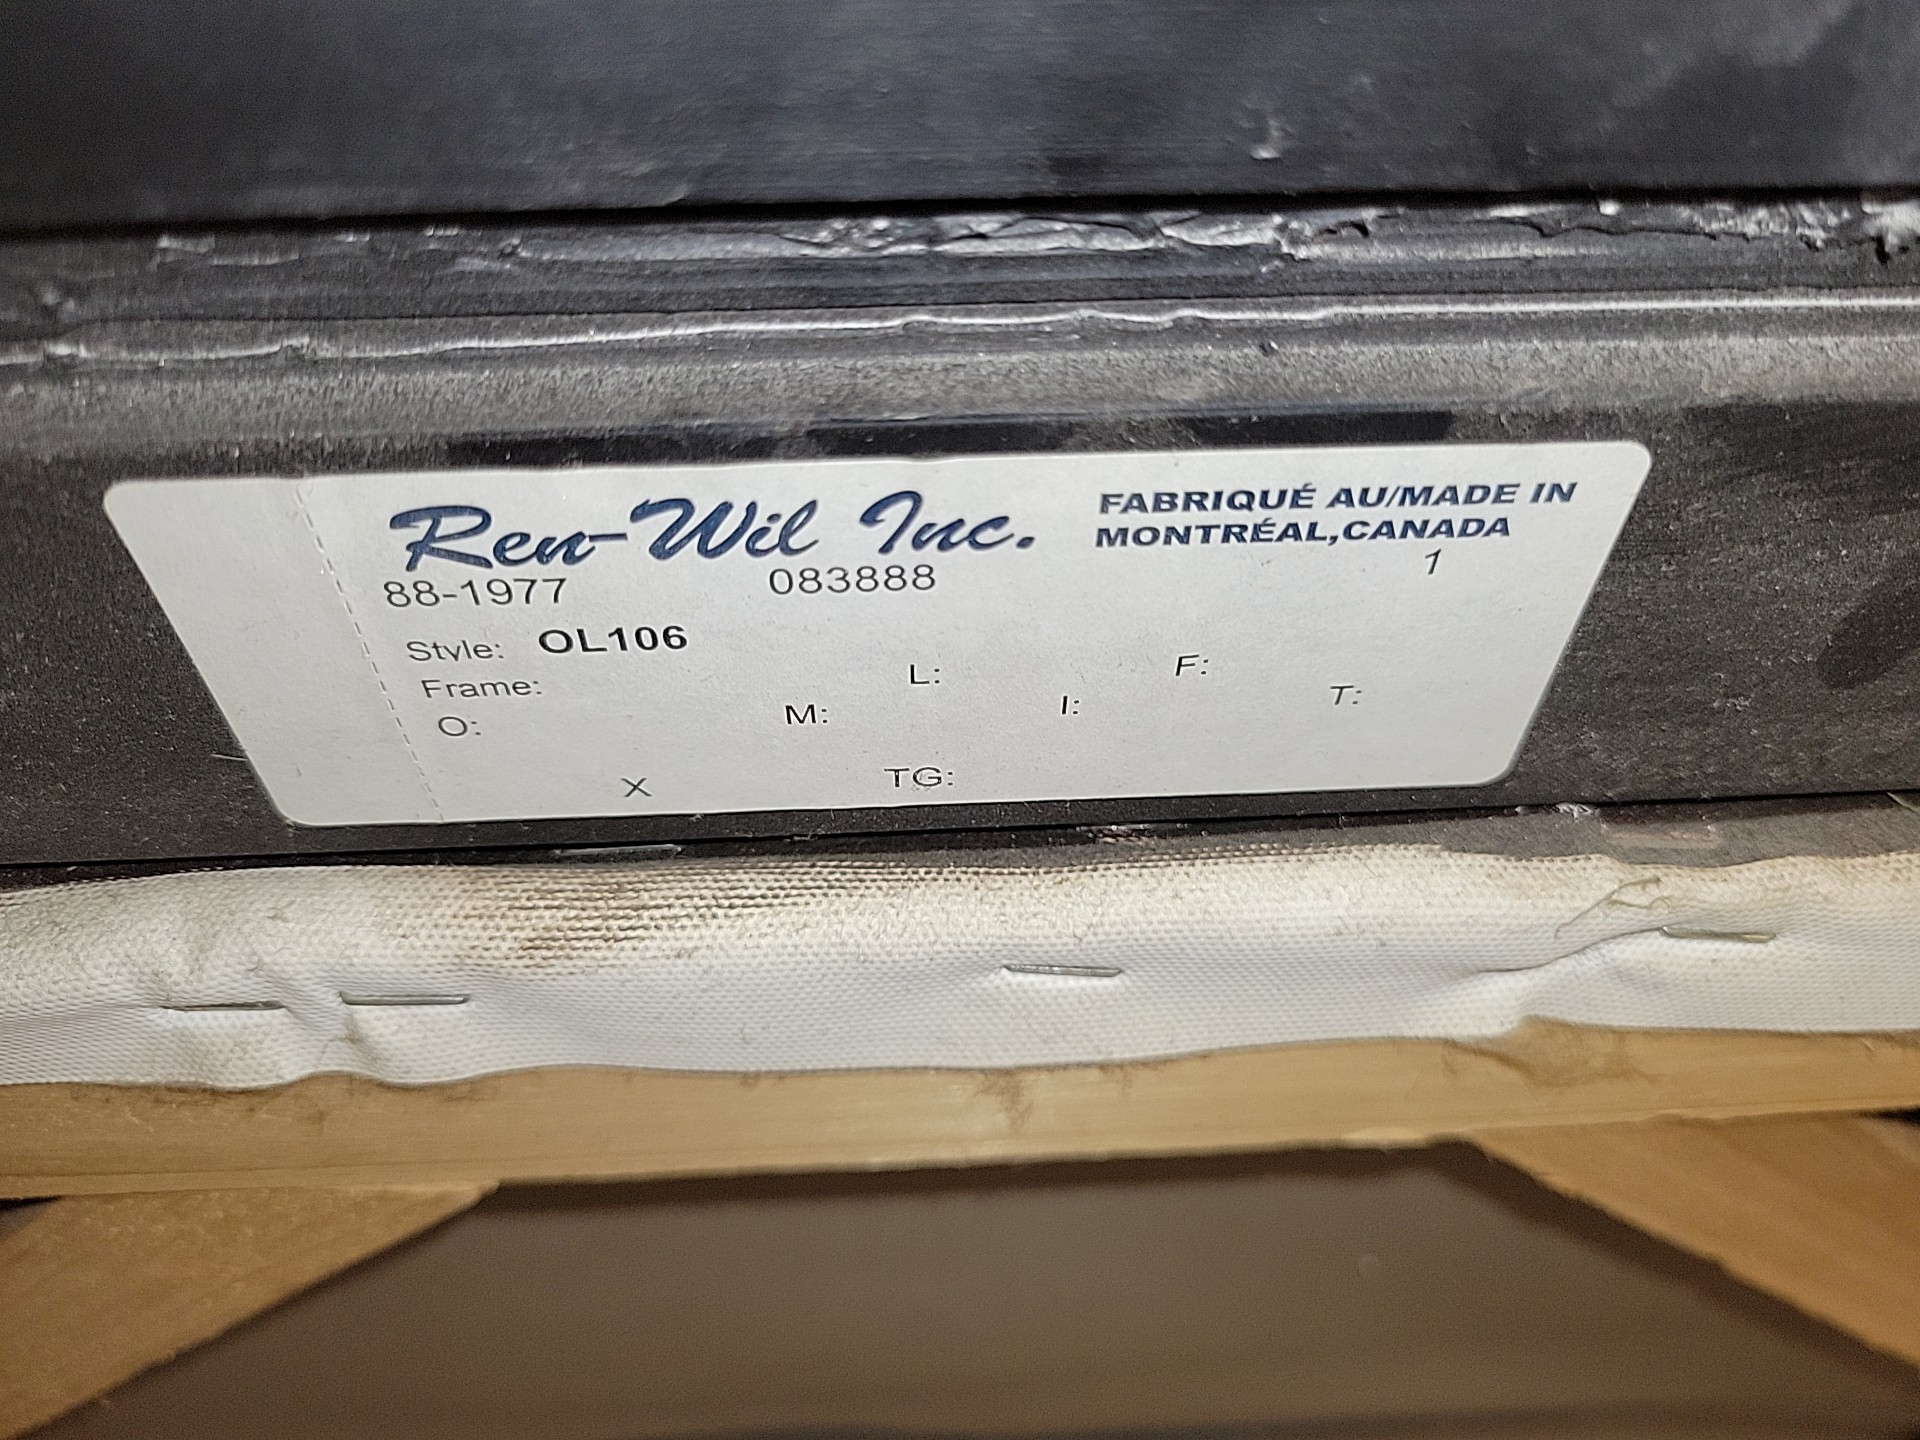 Ren-Wil Inc.
FABRIQUÉ AU/MADE IN
MONTRÉAL,CANADA
88-1977 083888 1
Style: OL106
Frame: L: F:
O: M: I: T:
X TG: